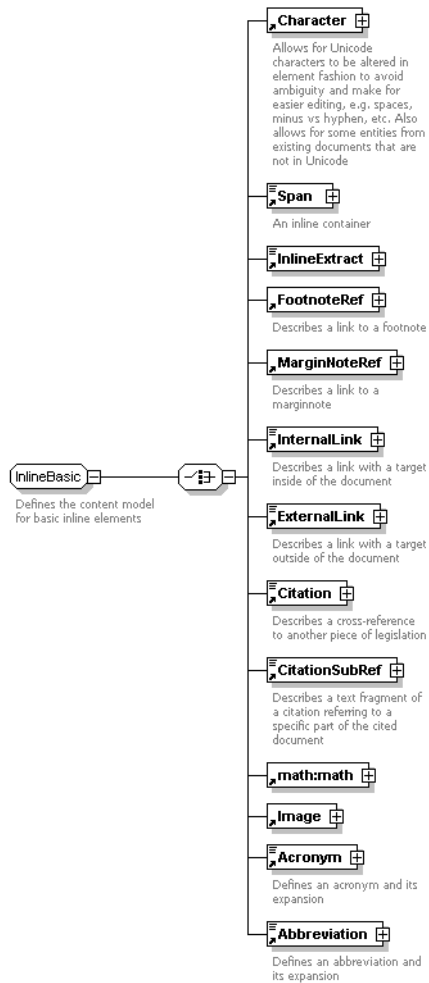 Character
Allows for Unicode
characters to be altered in
element fashion to avoid
ambiguity and make for
easier editing, e.g. spaces,
minus vs hyphen, etc. Also
allows for some entities from
existing documents that are
not in Unicode
Span
An inline container
InlineExtract
FootnoteRef
Describes a link to a footnote
MarginNoteRef
Describes a link to a
marginnote
InternalLink
Describes a link with a target
inside of the document
InlineBasic
Defines the content model
for basic inline elements
ExternalLink
Describes a link with a target
outside of the document
Citation
Describes a cross-reference
to another piece of legislation
CitationSubRef
Describes a text fragment of
a citation referring to a
specific part of the cited
document
math:math
Image
Acronym
Defines an acronym and its
expansion
Abbreviation
Defines an abbreviation and
its expansion